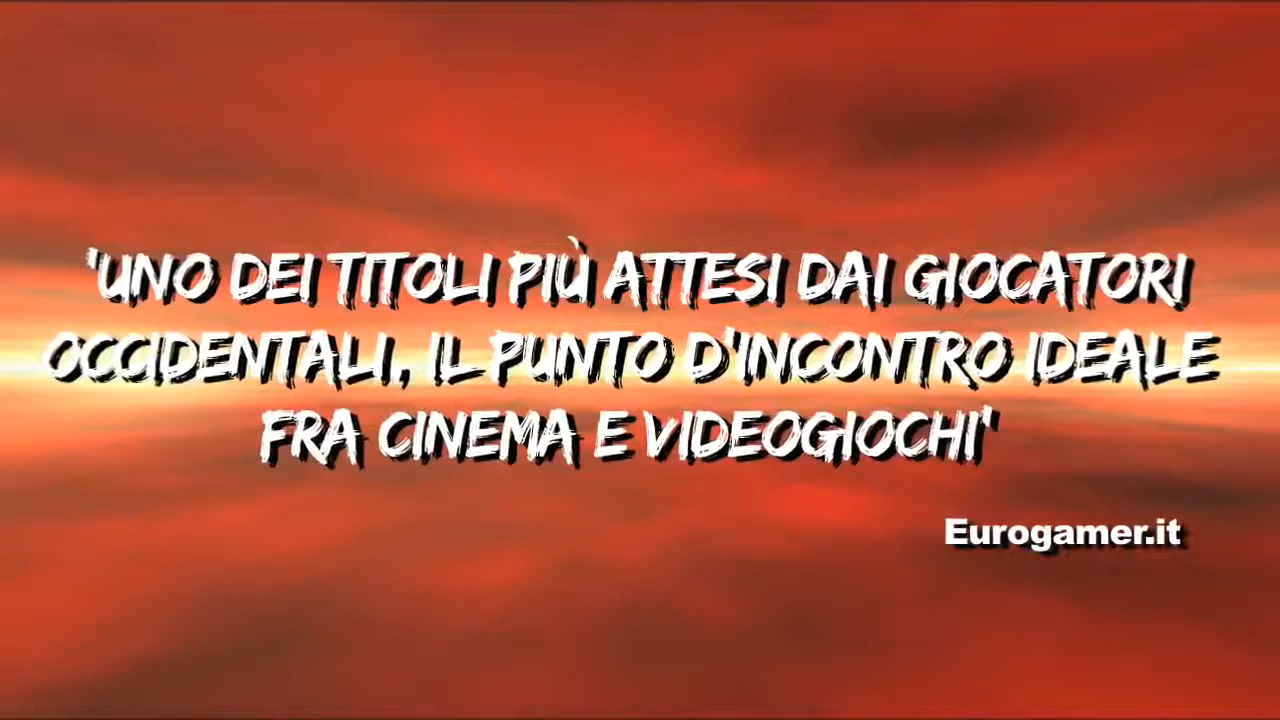 'UNO DEI TITOLI PIÙ ATTESI DAI GIOCATORI
OCCIDENTALI, IL PUNTO D'INCONTRO IDEALE
FRA CINEMA E VIDEOGIOCHI'
Eurogamer.it